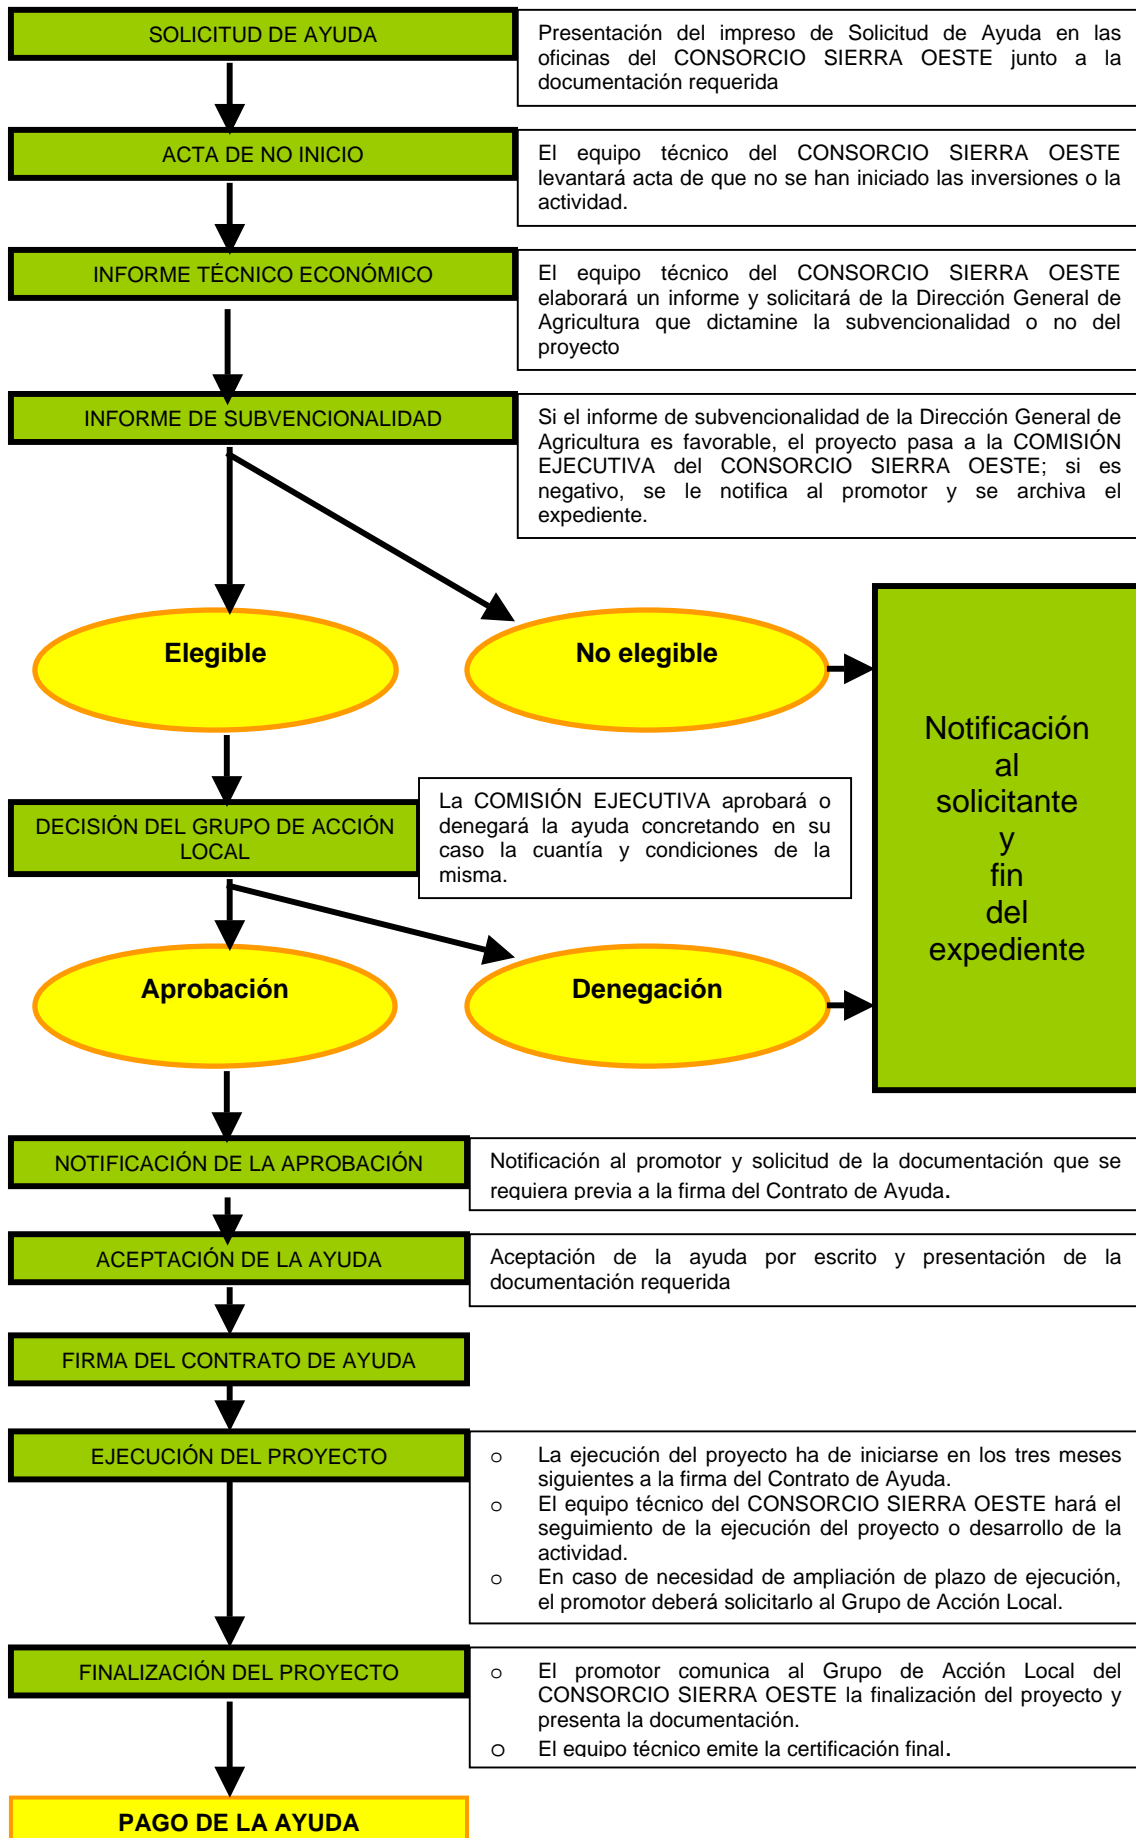 SOLICITUD DE AYUDA
Presentación del impreso de Solicitud de Ayuda en las
oficinas del CONSORCIO SIERRA OESTE junto a la
documentación requerida
ACTA DE NO INICIO
El equipo técnico del CONSORCIO SIERRA OESTE
levantará acta de que no se han iniciado las inversiones o la
actividad.
INFORME TÉCNICO ECONÓMICO
El equipo técnico del CONSORCIO SIERRA OESTE
elaborará un informe y solicitará de la Dirección General de
Agricultura que dictamine la subvencionalidad o no del
proyecto
INFORME DE SUBVENCIONALIDAD
Si el informe de subvencionalidad de la Dirección General de
Agricultura es favorable, el proyecto pasa a la COMISIÓN
EJECUTIVA del CONSORCIO SIERRA OESTE; si es
negativo, se le notifica al promotor y se archiva el
expediente.
Elegible
No elegible
Notificación
al
solicitante
y
fin
del
expediente
DECISIÓN DEL GRUPO DE ACCIÓN
LOCAL
La COMISIÓN EJECUTIVA aprobará o
denegará la ayuda concretando en su
caso la cuantía y condiciones de la
misma.
Aprobación
Denegación
NOTIFICACIÓN DE LA APROBACIÓN
Notificación al promotor y solicitud de la documentación que se
requiera previa a la firma del Contrato de Ayuda.
ACEPTACIÓN DE LA AYUDA
Aceptación de la ayuda por escrito y presentación de la
documentación requerida
FIRMA DEL CONTRATO DE AYUDA
EJECUCIÓN DEL PROYECTO
o La ejecución del proyecto ha de iniciarse en los tres meses
siguientes a la firma del Contrato de Ayuda.
o El equipo técnico del CONSORCIO SIERRA OESTE hará el
seguimiento de la ejecución del proyecto o desarrollo de la
actividad.
o En caso de necesidad de ampliación de plazo de ejecución,
el promotor deberá solicitarlo al Grupo de Acción Local.
FINALIZACIÓN DEL PROYECTO
o El promotor comunica al Grupo de Acción Local del
CONSORCIO SIERRA OESTE la finalización del proyecto y
presenta la documentación.
o El equipo técnico emite la certificación final.
PAGO DE LA AYUDA